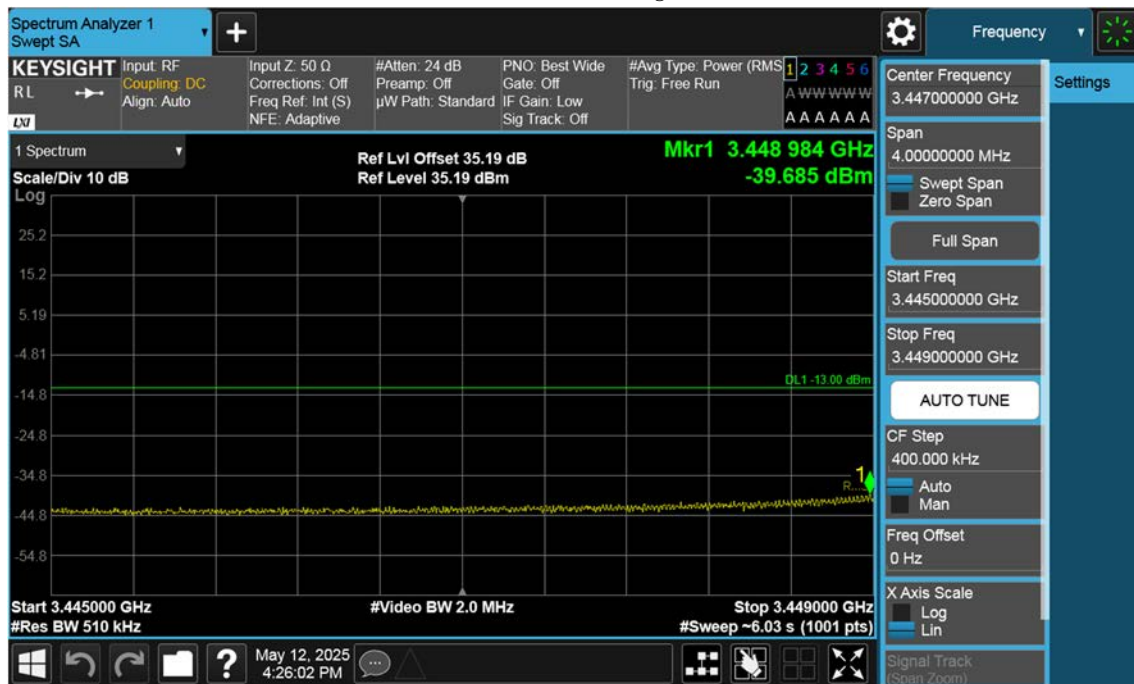 Spectrum Analyzer 1
Swept SA
+
Frequency
KEYSIGHT
RL
LXI
Input: RF
Coupling: DC
Align: Auto
Input Z: 50 Ω
Corrections: Off
Freq Ref: Int (S)
NFE: Adaptive
#Atten: 24 dB
Preamp: Off
µW Path: Standard
PNO: Best Wide
Gate: Off
IF Gain: Low
Sig Track: Off
#Avg Type: Power (RMS
Trig: Free Run
1 2 3 4 5 6
A W W W W W
A A A A A A
1 Spectrum
Scale/Div 10 dB
Log
Ref Lvl Offset 35.19 dB
Ref Level 35.19 dBm
Mkr1 3.448 984 GHz
-39.685 dBm
25.2
15.2
5.19
-4.81
DL1 -13.00 dBm
-14.8
-24.8
-34.8
1
R...
-44.8
-54.8
Start 3.445000 GHz
#Video BW 2.0 MHz
Stop 3.449000 GHz
#Res BW 510 kHz
#Sweep ~6.03 s (1001 pts)
?
May 12, 2025
4:26:02 PM
Center Frequency
3.447000000 GHz
Span
4.00000000 MHz
Swept Span
Zero Span
Full Span
Start Freq
3.445000000 GHz
Stop Freq
3.449000000 GHz
AUTO TUNE
CF Step
400.000 kHz
Auto
Man
Freq Offset
0 Hz
X Axis Scale
Log
Lin
Signal Track
(Span Zoom)
Settings